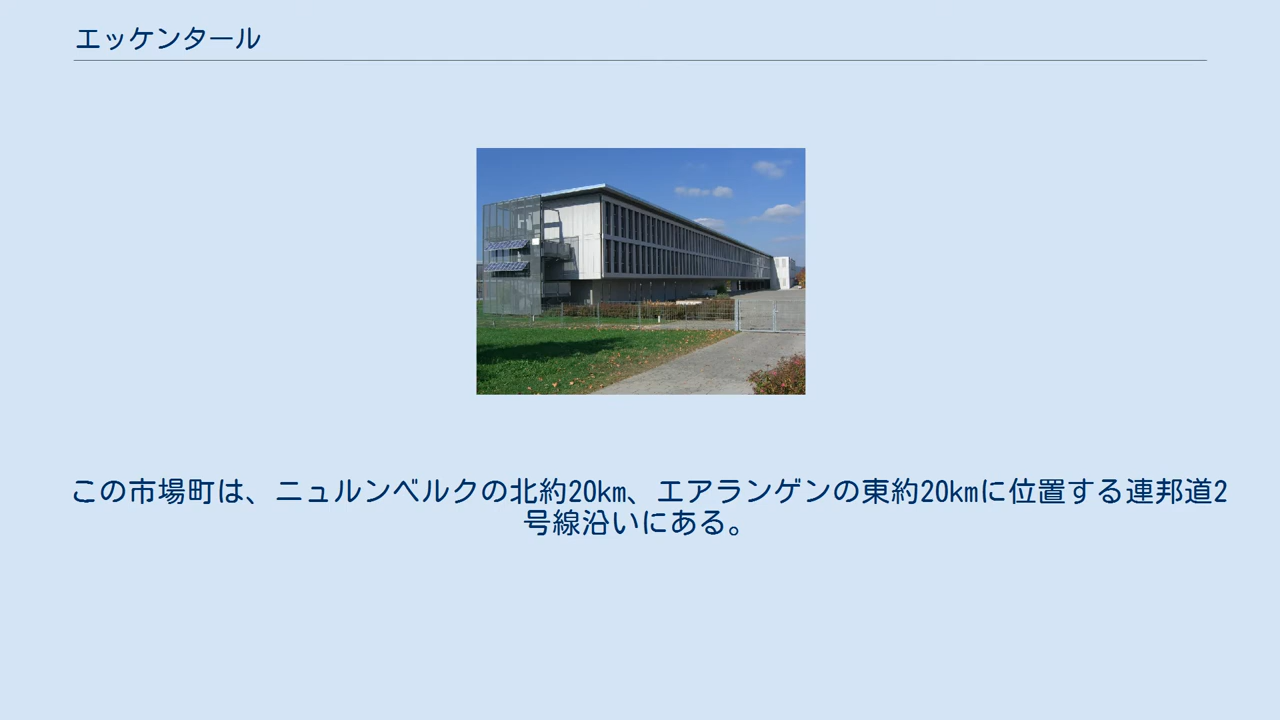 エッケンタール
この市場町は、ニュルンベルクの北約20km、エアランゲンの東約20kmに位置する連邦道2
号線沿いにある。